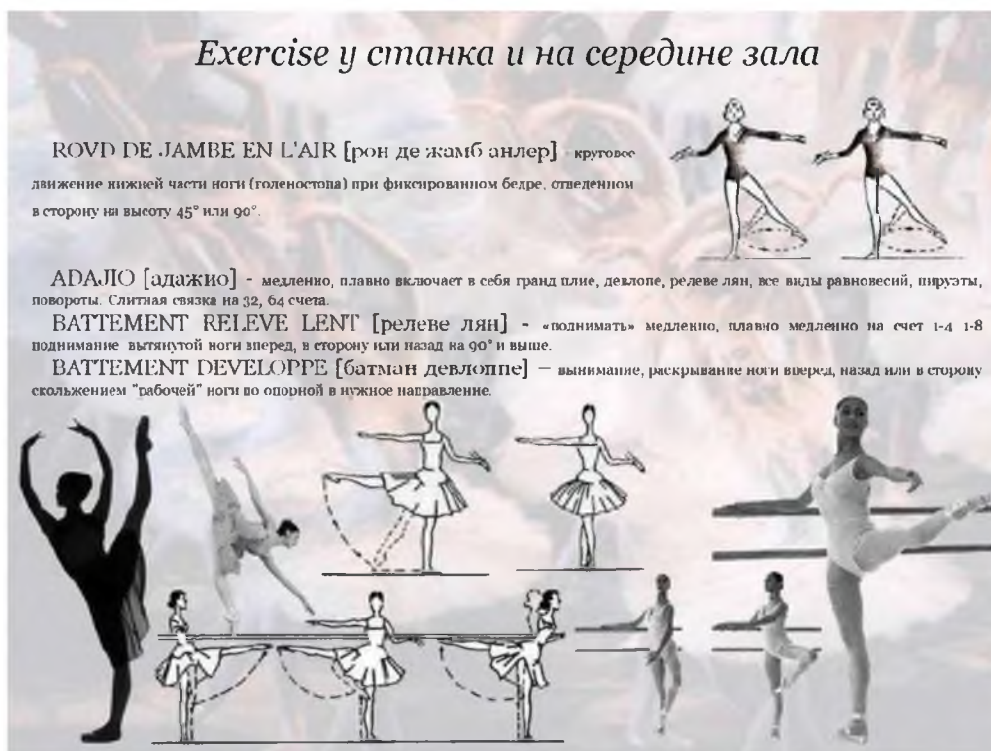 Exercise у станка и на середине зала
ROVD DE JAMBE EN L'AIR [рон де жамб анлер] - круговое
движение нижней части ноги (голеностопа) при фиксированном бедре, отведенном
в сторону на высоту 45° или 90°.
ADAJIO [адажио] - медленно, плавно включает в себя гранд плие, девлопе, релеве лян, все виды равновесий, пируэты,
повороты. Слитная связка на 32, 64 счета.
BATTEMENT RELEVE LENT [релеве лян] - «поднимать» медленно, плавно медленно на счет 1-4 1-8
поднимание вытянутой ноги вперед, в сторону или назад на 90° и выше.
BATTEMENT DEVELOPPE [батман девлоппе] — вынимание, раскрывание ноги вперед, назад или в сторону
скольжением "рабочей" ноги по опорной в нужное направление.